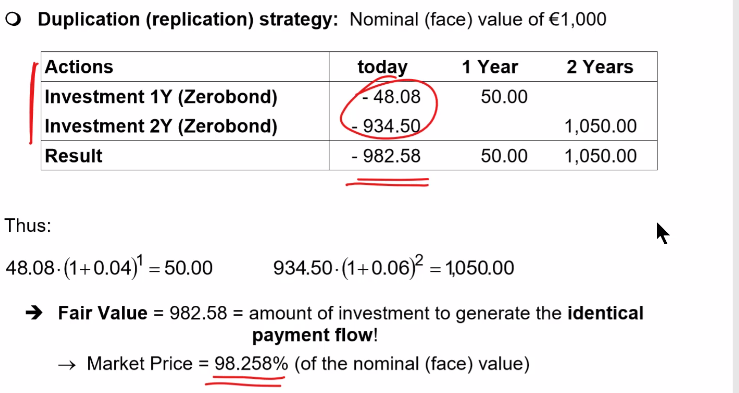 Duplication (replication) strategy: Nominal (face) value of €1,000
Actions today 1 Year 2 Years
Investment 1Y (Zerobond) - 48.08 50.00
Investment 2Y (Zerobond) - 934.50 1,050.00
Result - 982.58 50.00 1,050.00
Thus:
48.08·(1+0.04)¹ = 50.00 934.50·(1+0.06)² = 1,050.00
➔ Fair Value = 982.58 = amount of investment to generate the identical
payment flow!
→ Market Price = 98.258% (of the nominal (face) value)